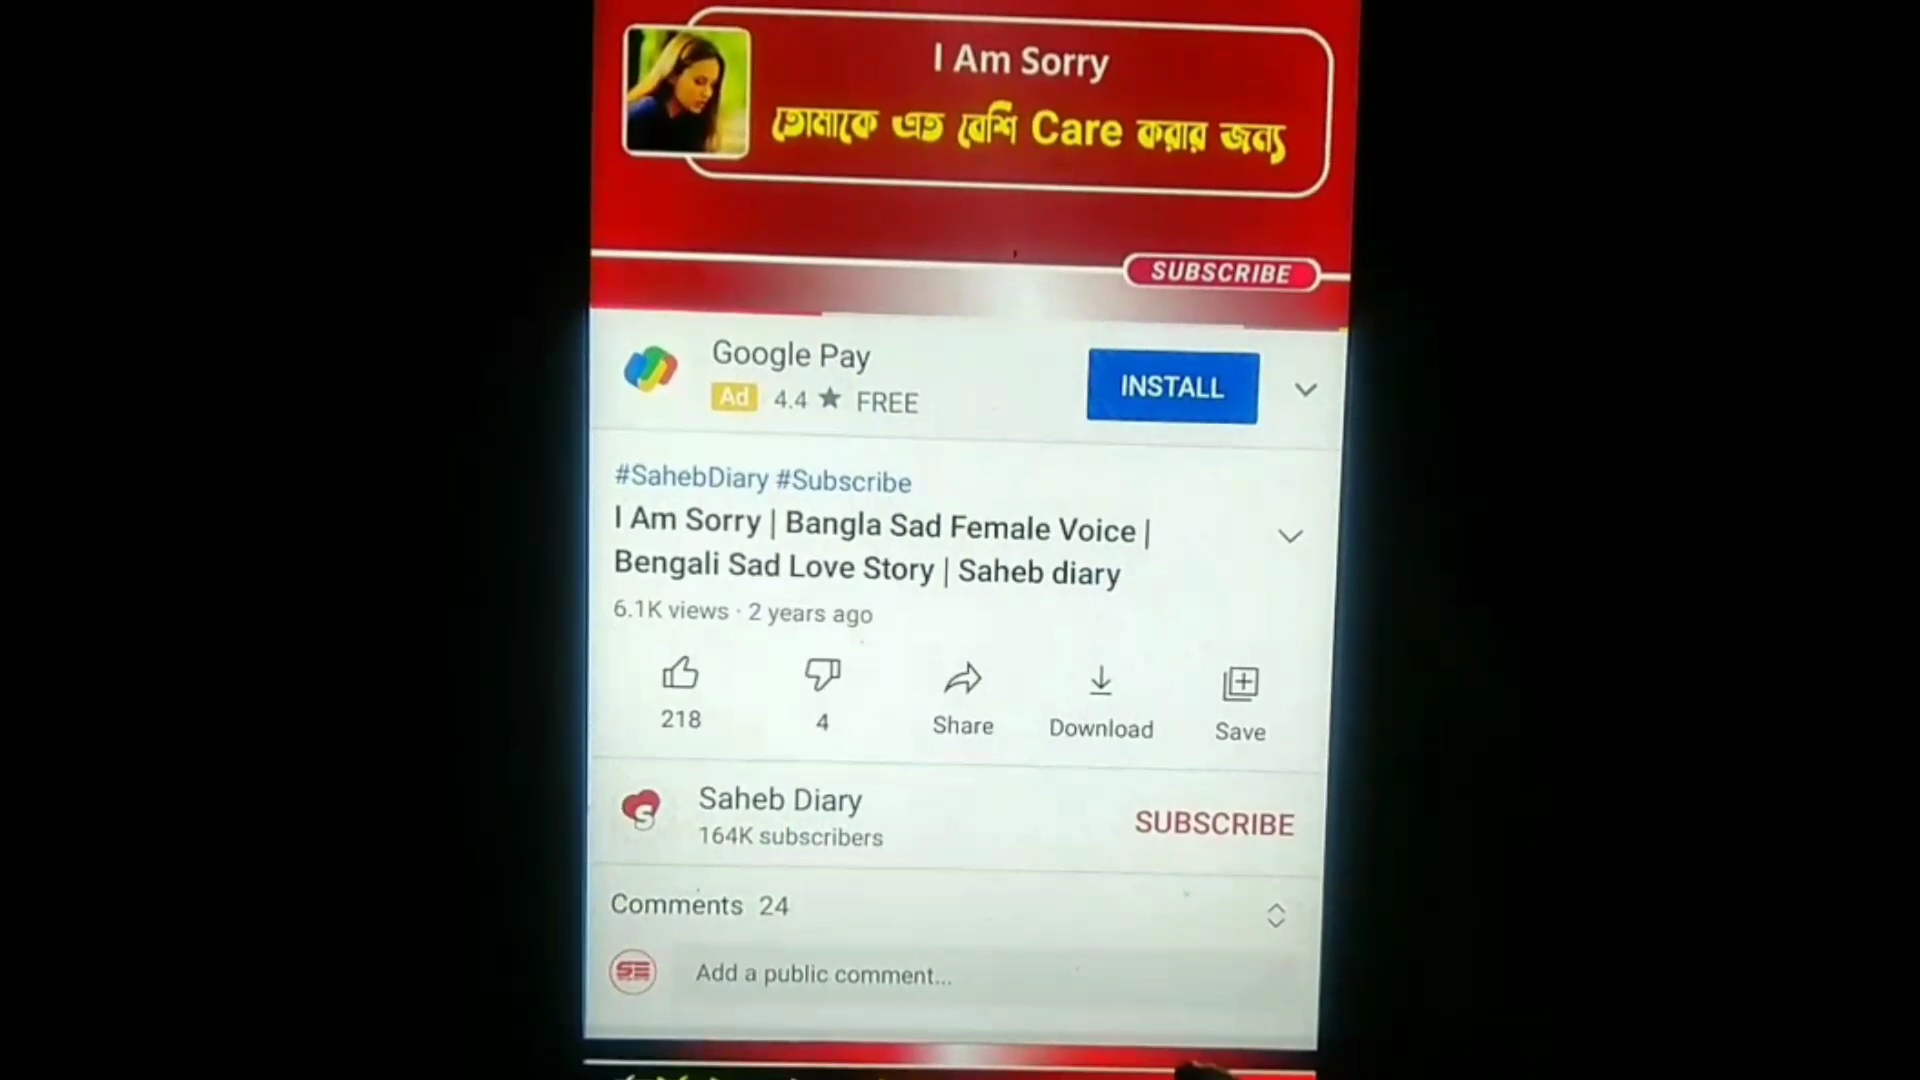 I Am Sorry
তোমাকে এত বেশি Care করার জন্য
SUBSCRIBE
Google Pay
Ad 4.4 ★ FREE
INSTALL
#SahebDiary #Subscribe
I Am Sorry | Bangla Sad Female Voice |
Bengali Sad Love Story | Saheb diary
6.1K views · 2 years ago
218
4
Share
Download
Save
Saheb Diary
164K subscribers
SUBSCRIBE
Comments 24
Add a public comment...